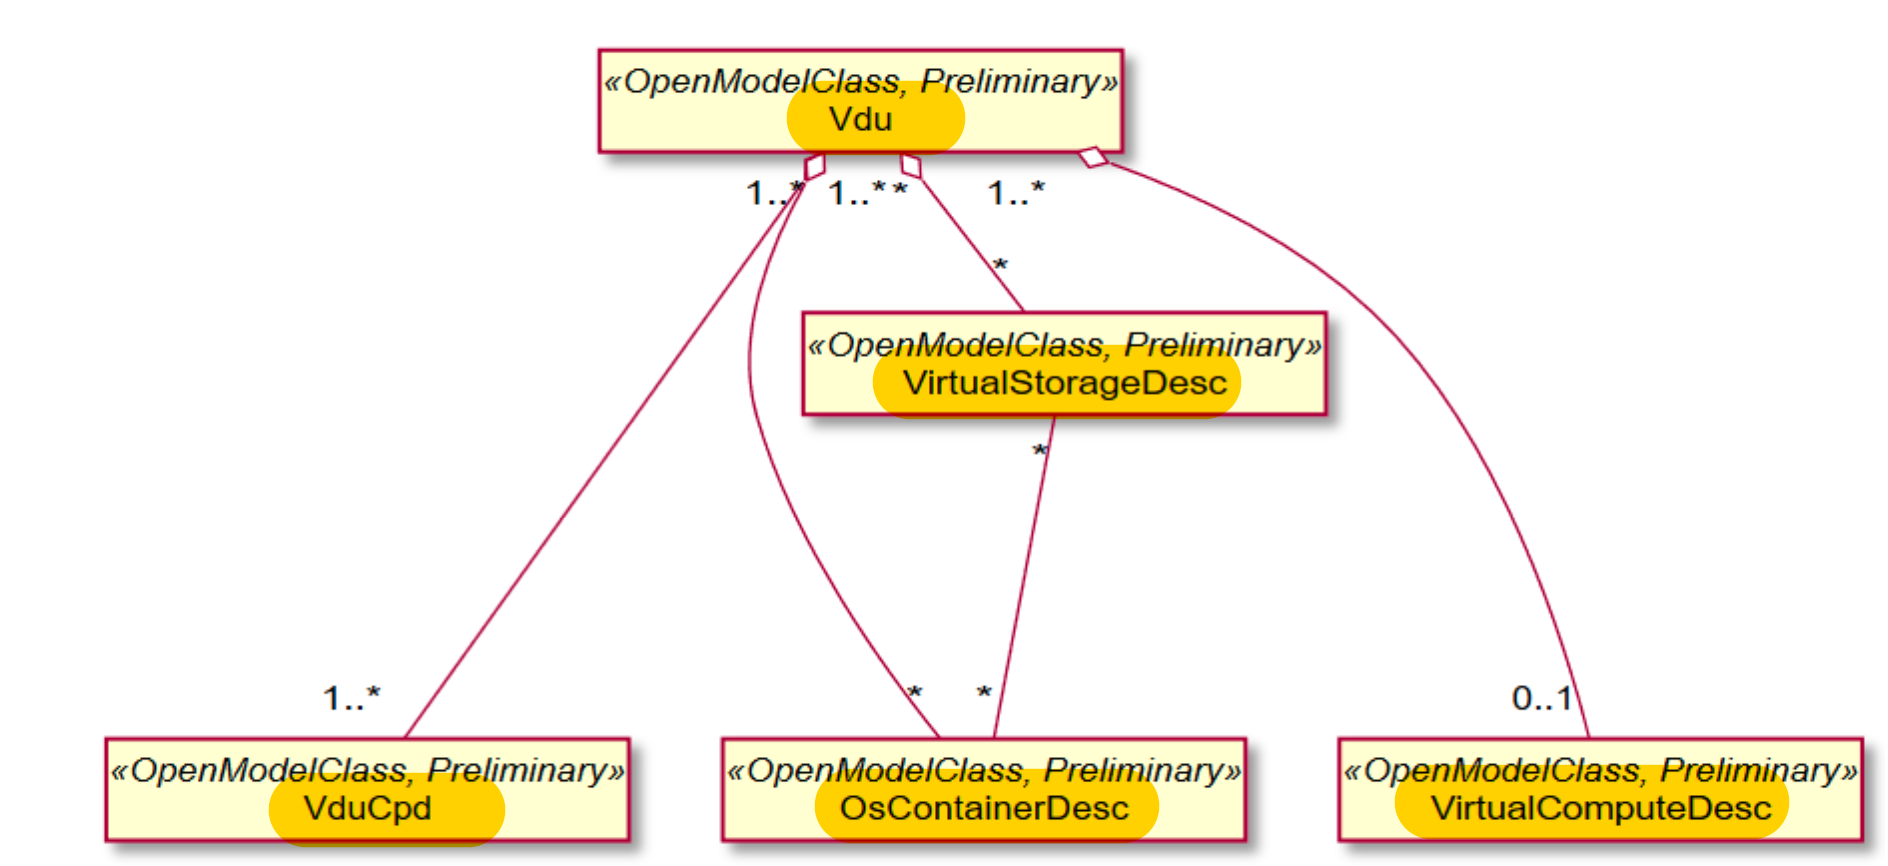 «OpenModelClass, Preliminary»
Vdu
1..* 1..* * 1..*
*
«OpenModelClass, Preliminary»
VirtualStorageDesc
*
1..* * * 0..1
«OpenModelClass, Preliminary» «OpenModelClass, Preliminary» «OpenModelClass, Preliminary»
VduCpd OsContainerDesc VirtualComputeDesc